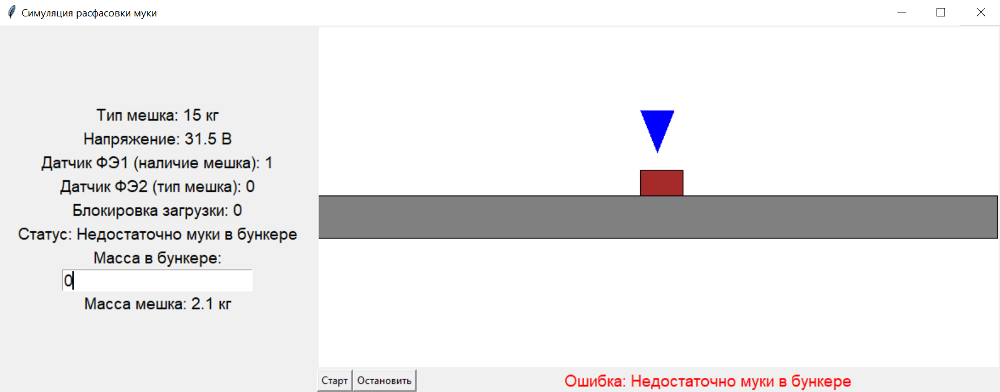 Симуляция расфасовки муки
Тип мешка: 15 кг
Напряжение: 31.5 В
Датчик ФЭ1 (наличие мешка): 1
Датчик ФЭ2 (тип мешка): 0
Блокировка загрузки: 0
Статус: Недостаточно муки в бункере
Масса в бункере:
0
Масса мешка: 2.1 кг
Старт Остановить Ошибка: Недостаточно муки в бункере